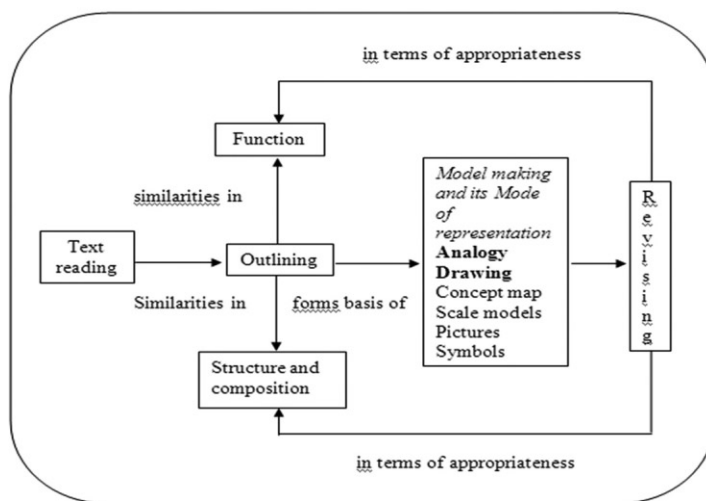 in terms of appropriateness
Function
similarities in
Text
reading
Outlining
Similarities in
forms basis of
Structure and
composition
Model making
and its Mode
of
representation
Analogy
Drawing
Concept map
Scale models
Pictures
Symbols
Revising
in terms of appropriateness